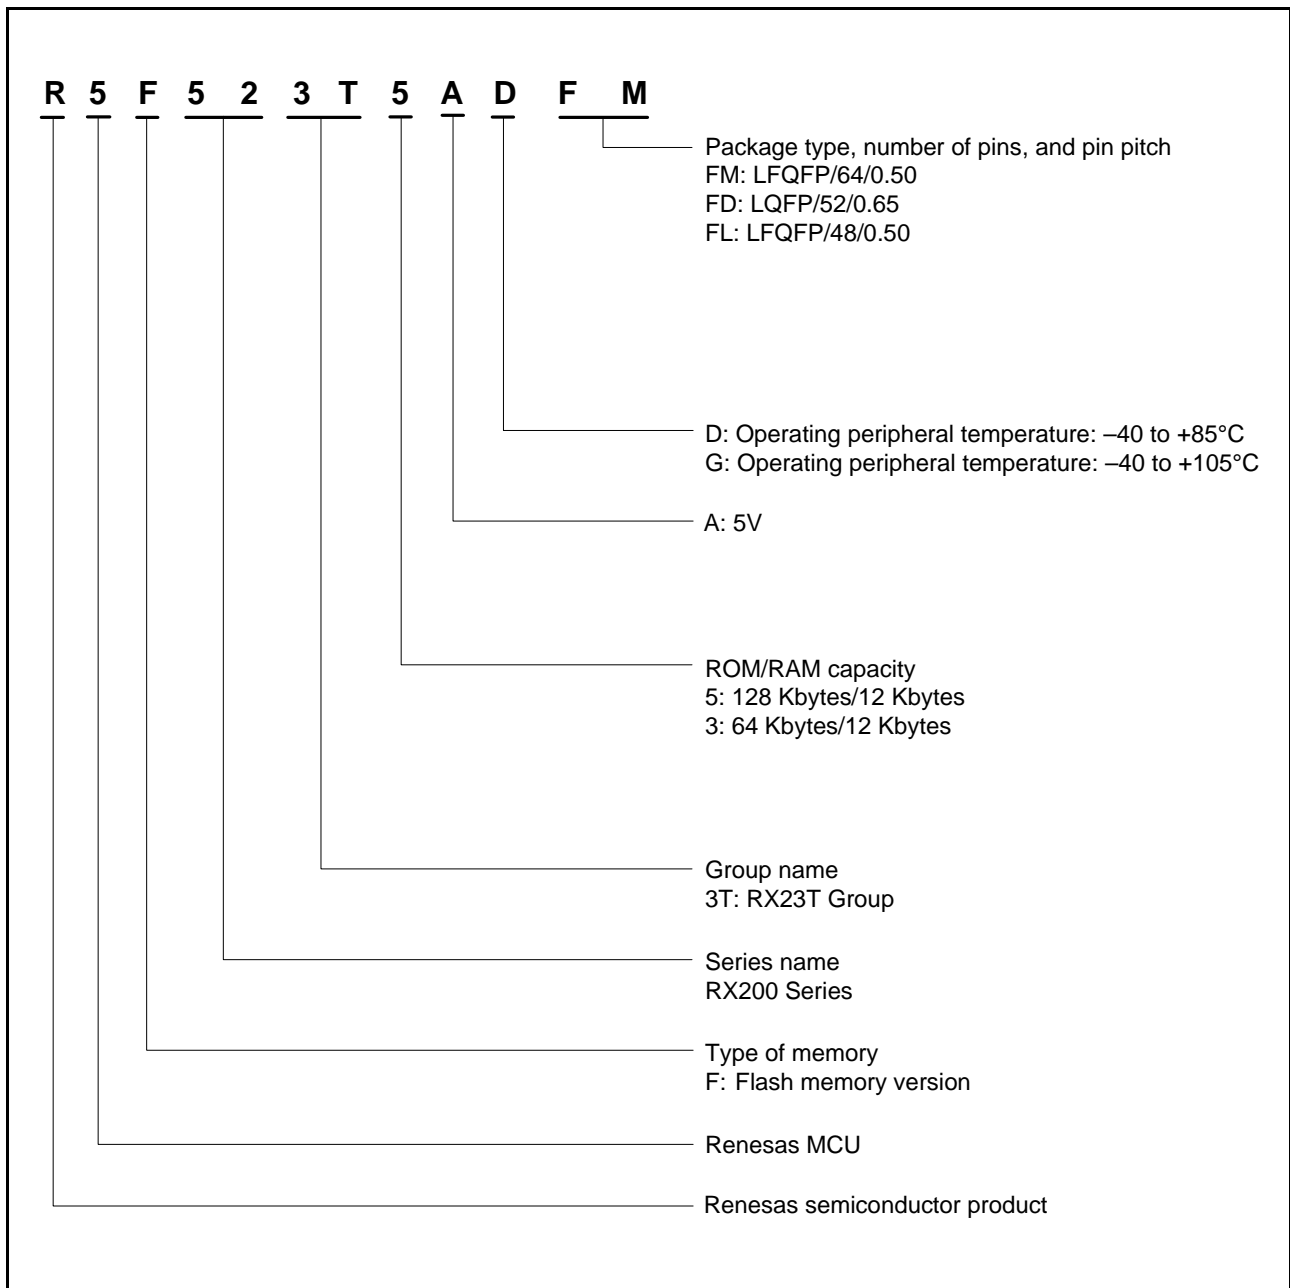 R 5 F 5 2 3 T 5 A D F M
Package type, number of pins, and pin pitch
FM: LFQFP/64/0.50
FD: LQFP/52/0.65
FL: LFQFP/48/0.50
D: Operating peripheral temperature: –40 to +85°C
G: Operating peripheral temperature: –40 to +105°C
A: 5V
ROM/RAM capacity
5: 128 Kbytes/12 Kbytes
3: 64 Kbytes/12 Kbytes
Group name
3T: RX23T Group
Series name
RX200 Series
Type of memory
F: Flash memory version
Renesas MCU
Renesas semiconductor product